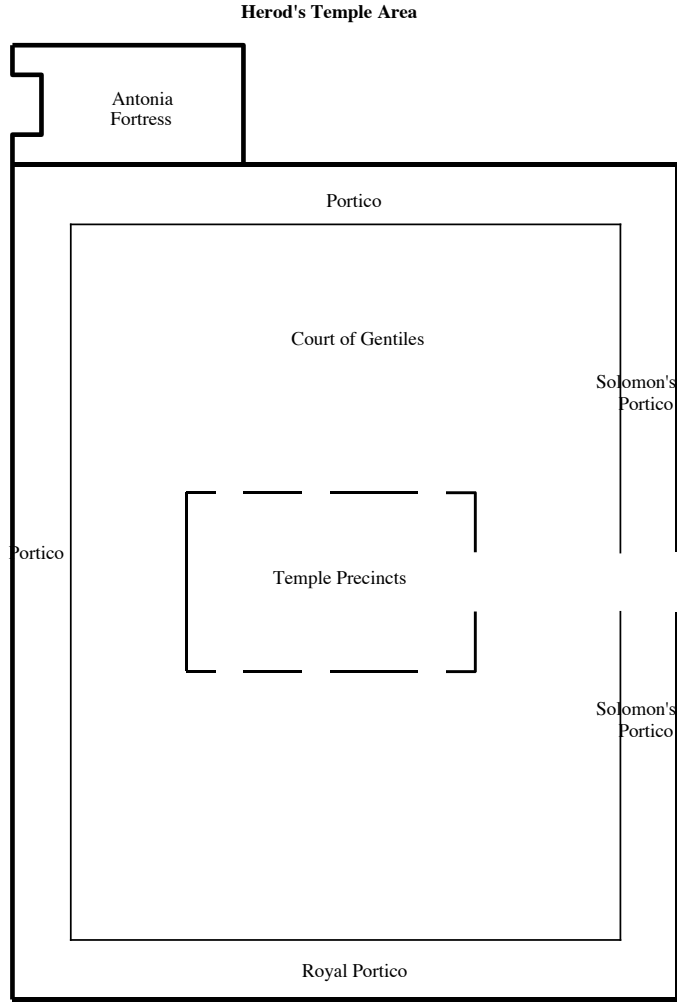 Herod's Temple Area
Antonia
Fortress
Portico
Court of Gentiles
Solomon's
Portico
Portico
Temple Precincts
Solomon's
Portico
Royal Portico